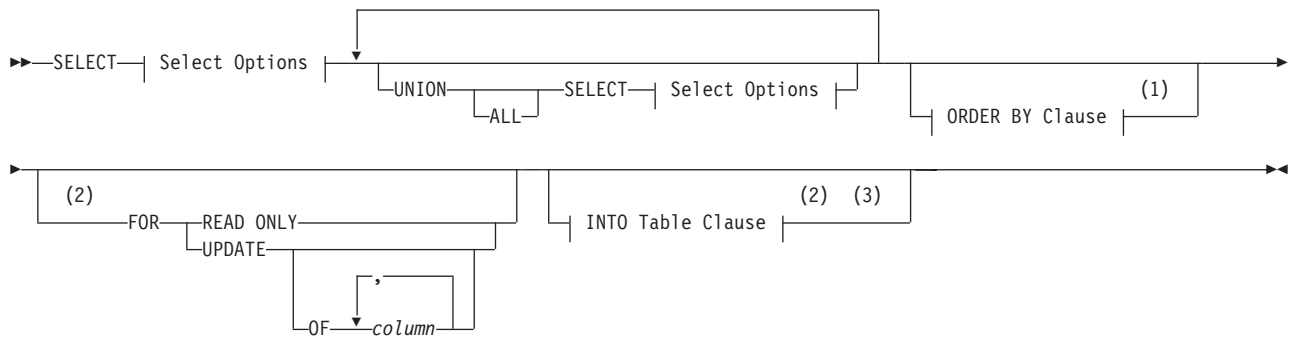 SELECT Select Options
UNION ALL SELECT Select Options
ORDER BY Clause (1)
(2)
FOR READ ONLY
UPDATE
OF , column
INTO Table Clause (2) (3)